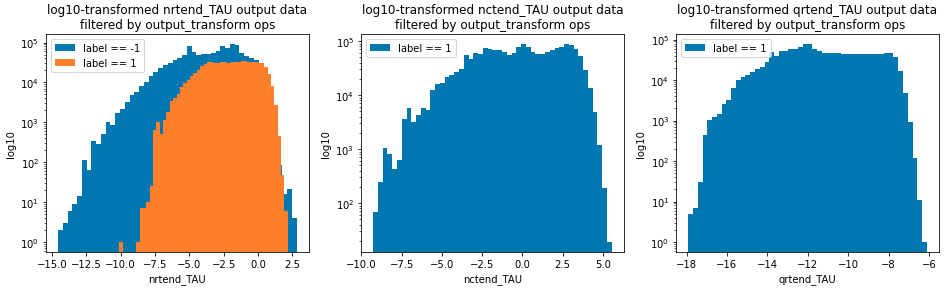 log10-transformed nrtend_TAU output data
filtered by output_transform ops
label == -1
label == 1
log10
10⁵
10⁴
10³
10²
10¹
10⁰
−15.0 −12.5 −10.0 −7.5 −5.0 −2.5 0.0 2.5
nrtend_TAU
log10-transformed nctend_TAU output data
filtered by output_transform ops
label == 1
log10
10⁵
10⁴
10³
10²
−10.0 −7.5 −5.0 −2.5 0.0 2.5 5.0
nctend_TAU
log10-transformed qrtend_TAU output data
filtered by output_transform ops
label == 1
log10
10⁵
10⁴
10³
10²
10¹
10⁰
−18 −16 −14 −12 −10 −8 −6
qrtend_TAU